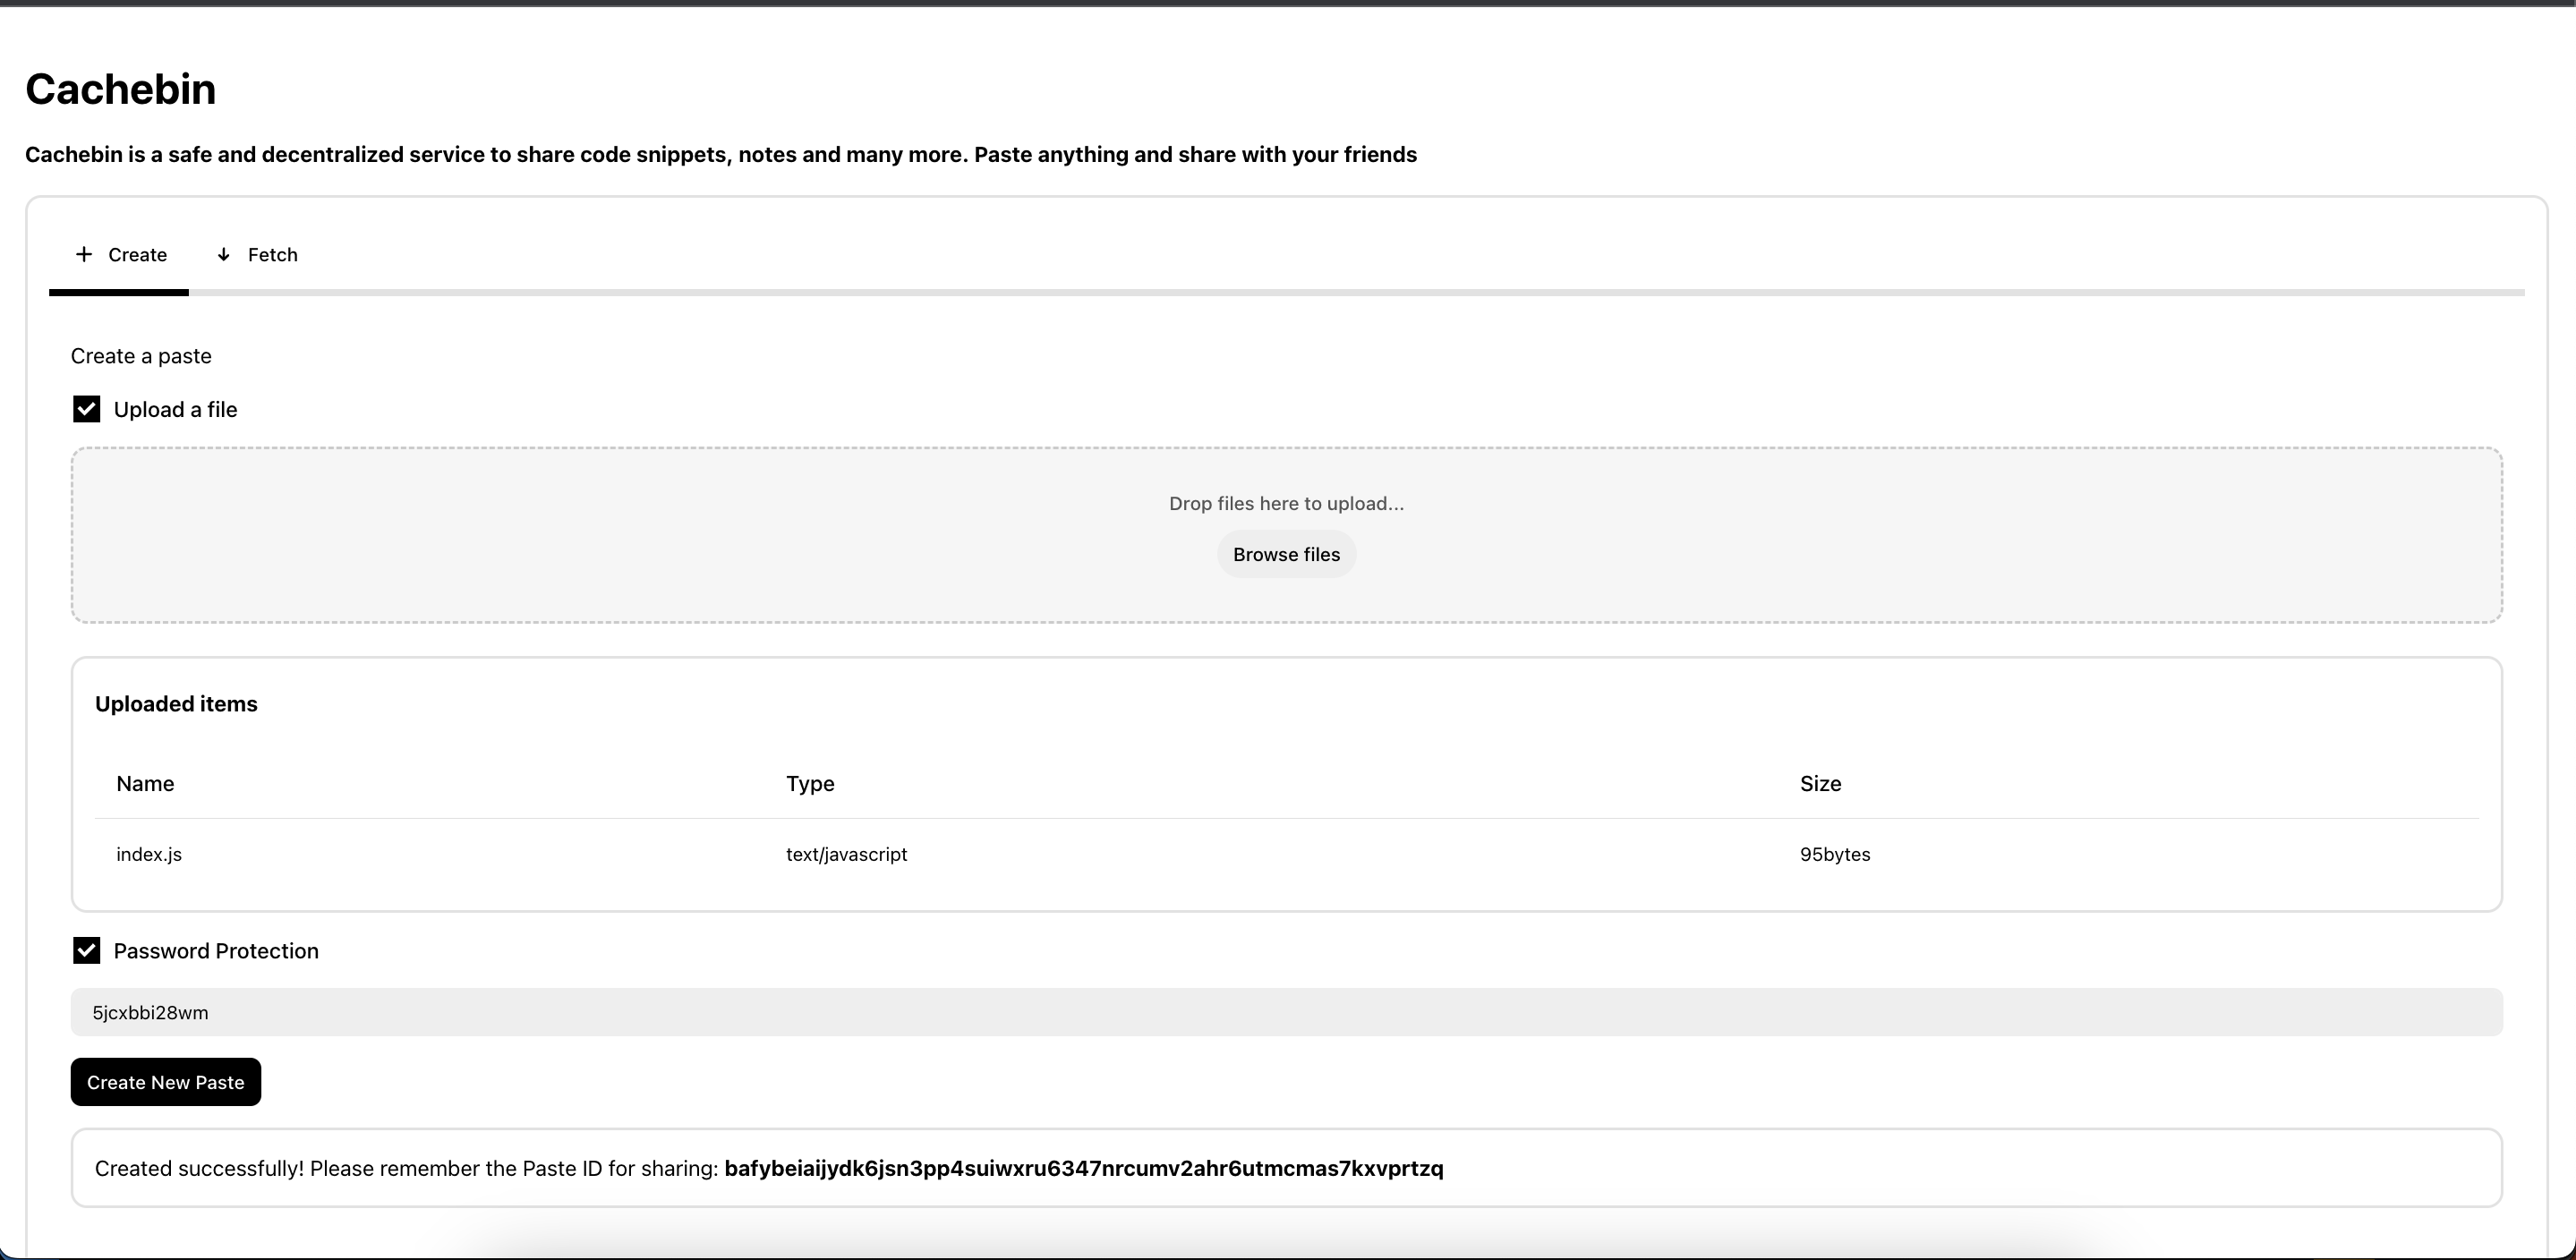 Cachebin
Cachebin is a safe and decentralized service to share code snippets, notes and many more. Paste anything and share with your friends
Create Fetch
Create a paste
Upload a file
Drop files here to upload...
Browse files
Uploaded items
Name Type Size
index.js text/javascript 95bytes
Password Protection
5jcxbbi28wm
Create New Paste
Created successfully! Please remember the Paste ID for sharing: bafybeiaijydk6jsn3pp4suiwxru6347nrcumv2ahr6utmcmas7kxvprtzq